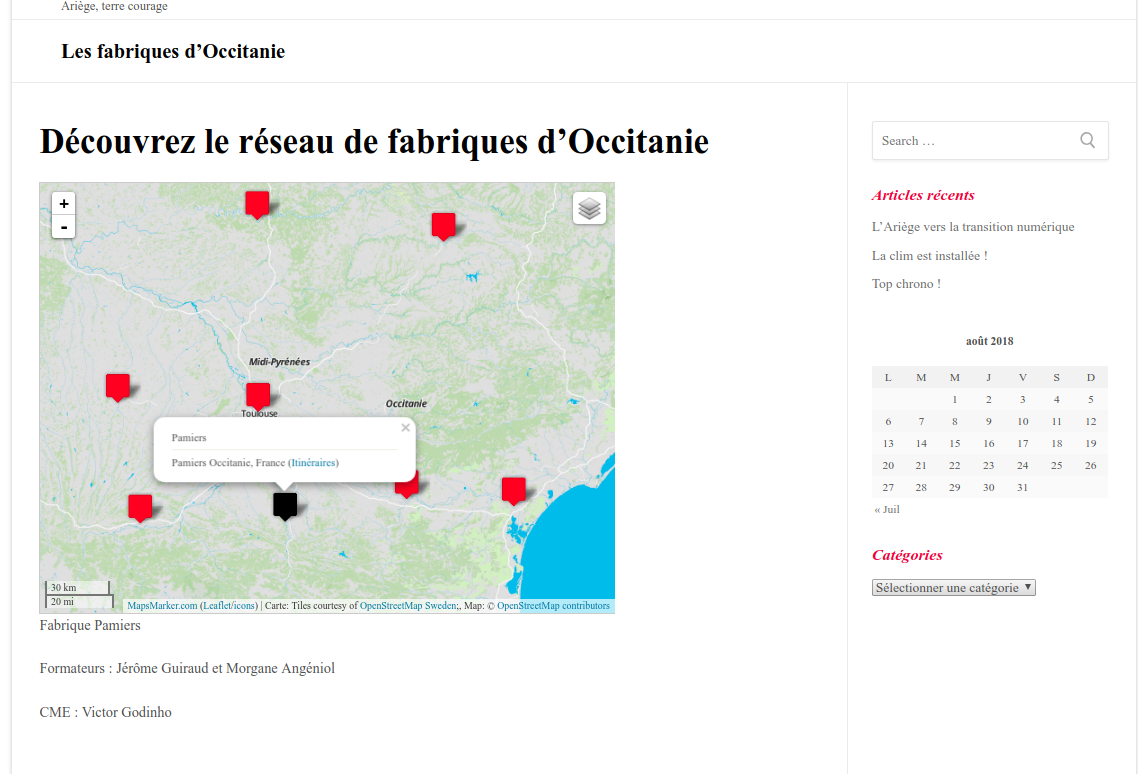 Ariège, terre courage
Les fabriques d’Occitanie
Découvrez le réseau de fabriques d’Occitanie
+
-
Midi-Pyrénées
Occitanie
Toulouse
Pamiers
×
Pamiers Occitanie, France (Itinéraires)
30 km
20 mi
MapsMarker.com (Leaflet/icons) | Carte: Tiles courtesy of OpenStreetMap Sweden;, Map: © OpenStreetMap contributors
Fabrique Pamiers
Formateurs : Jérôme Guiraud et Morgane Angéniol
CME : Victor Godinho
Search …
Articles récents
L’Ariège vers la transition numérique
La clim est installée !
Top chrono !
août 2018
L M M J V S D
1 2 3 4 5
6 7 8 9 10 11 12
13 14 15 16 17 18 19
20 21 22 23 24 25 26
27 28 29 30 31
« Juil
Catégories
Sélectionner une catégorie